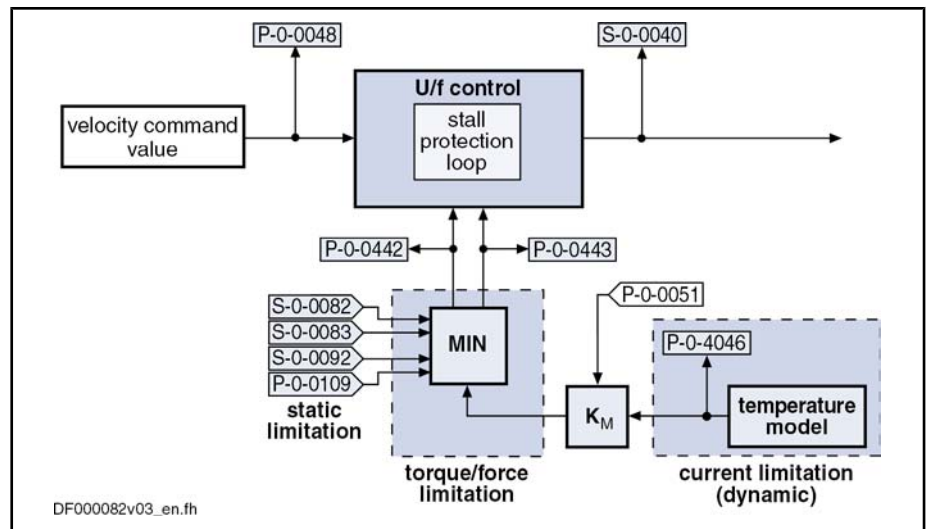 P-0-0048
S-0-0040
U/f control
velocity command
value
stall
protection
loop
P-0-0442
P-0-0443
S-0-0082
S-0-0083
S-0-0092
P-0-0109
static
limitation
MIN
P-0-0051
K_M
P-0-4046
temperature
model
torque/force
limitation
current limitation
(dynamic)
DF000082v03_en.fh